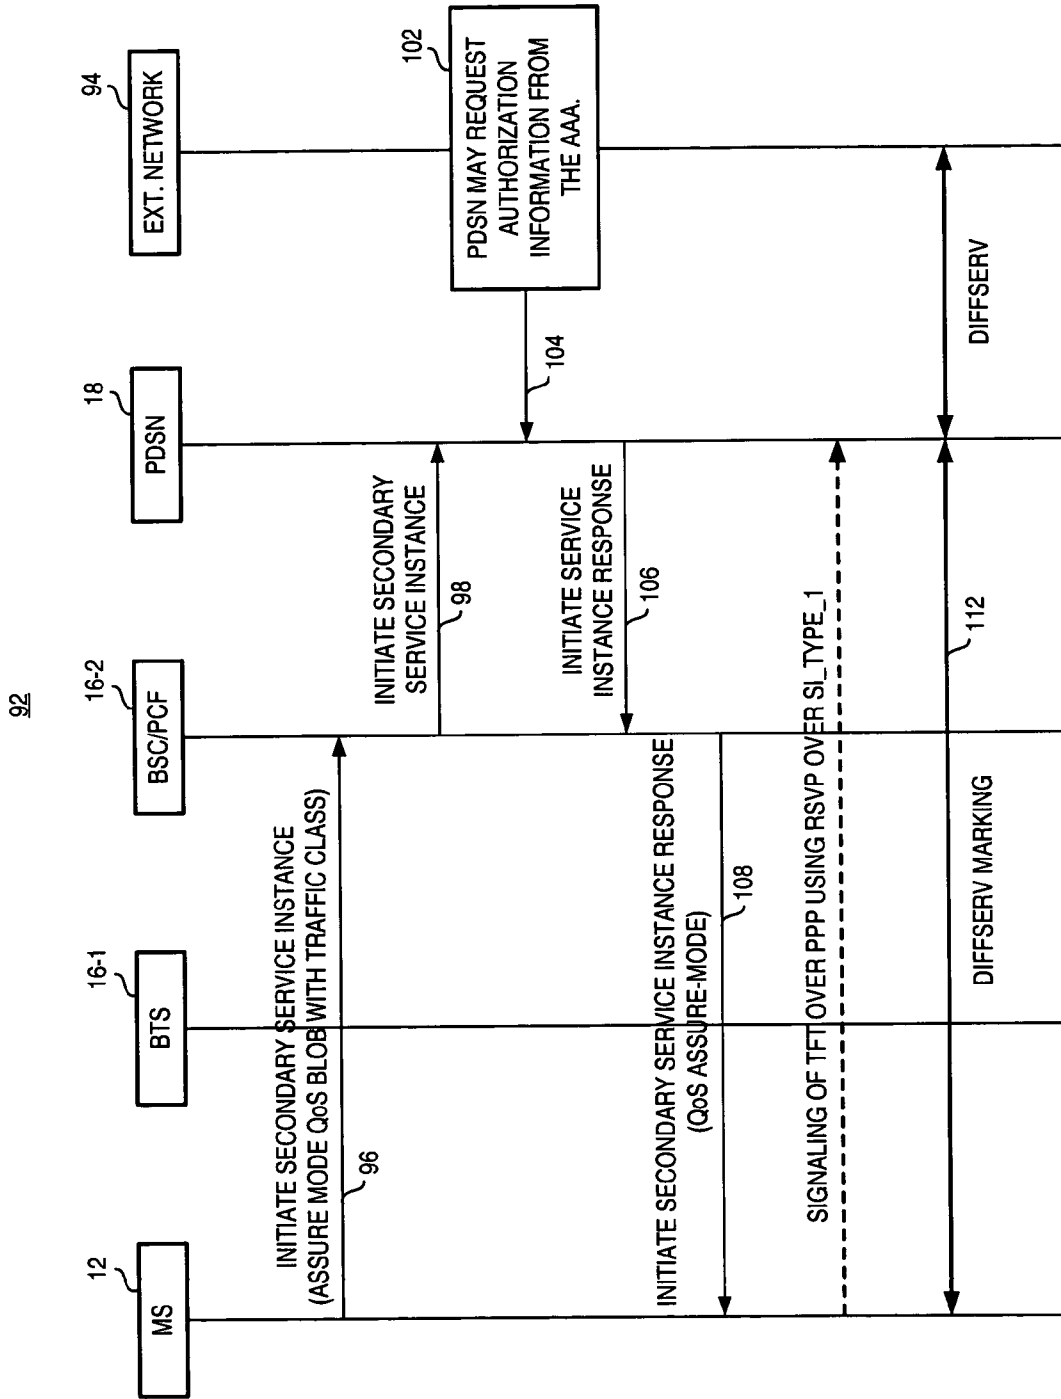 92
12
16-1
16-2
18
94
MS
BTS
BSC/PCF
PDSN
EXT. NETWORK
INITIATE SECONDARY SERVICE INSTANCE
(ASSURE MODE QoS BLOB WITH TRAFFIC CLASS)
96
INITIATE SECONDARY
SERVICE INSTANCE
98
102
PDSN MAY REQUEST
AUTHORIZATION
INFORMATION FROM
THE AAA.
104
INITIATE SERVICE
INSTANCE RESPONSE
106
INITIATE SECONDARY SERVICE INSTANCE RESPONSE
(QoS ASSURE-MODE)
108
SIGNALING OF TFT OVER PPP USING RSVP OVER SI_TYPE_1
DIFFSERV MARKING
112
DIFFSERV